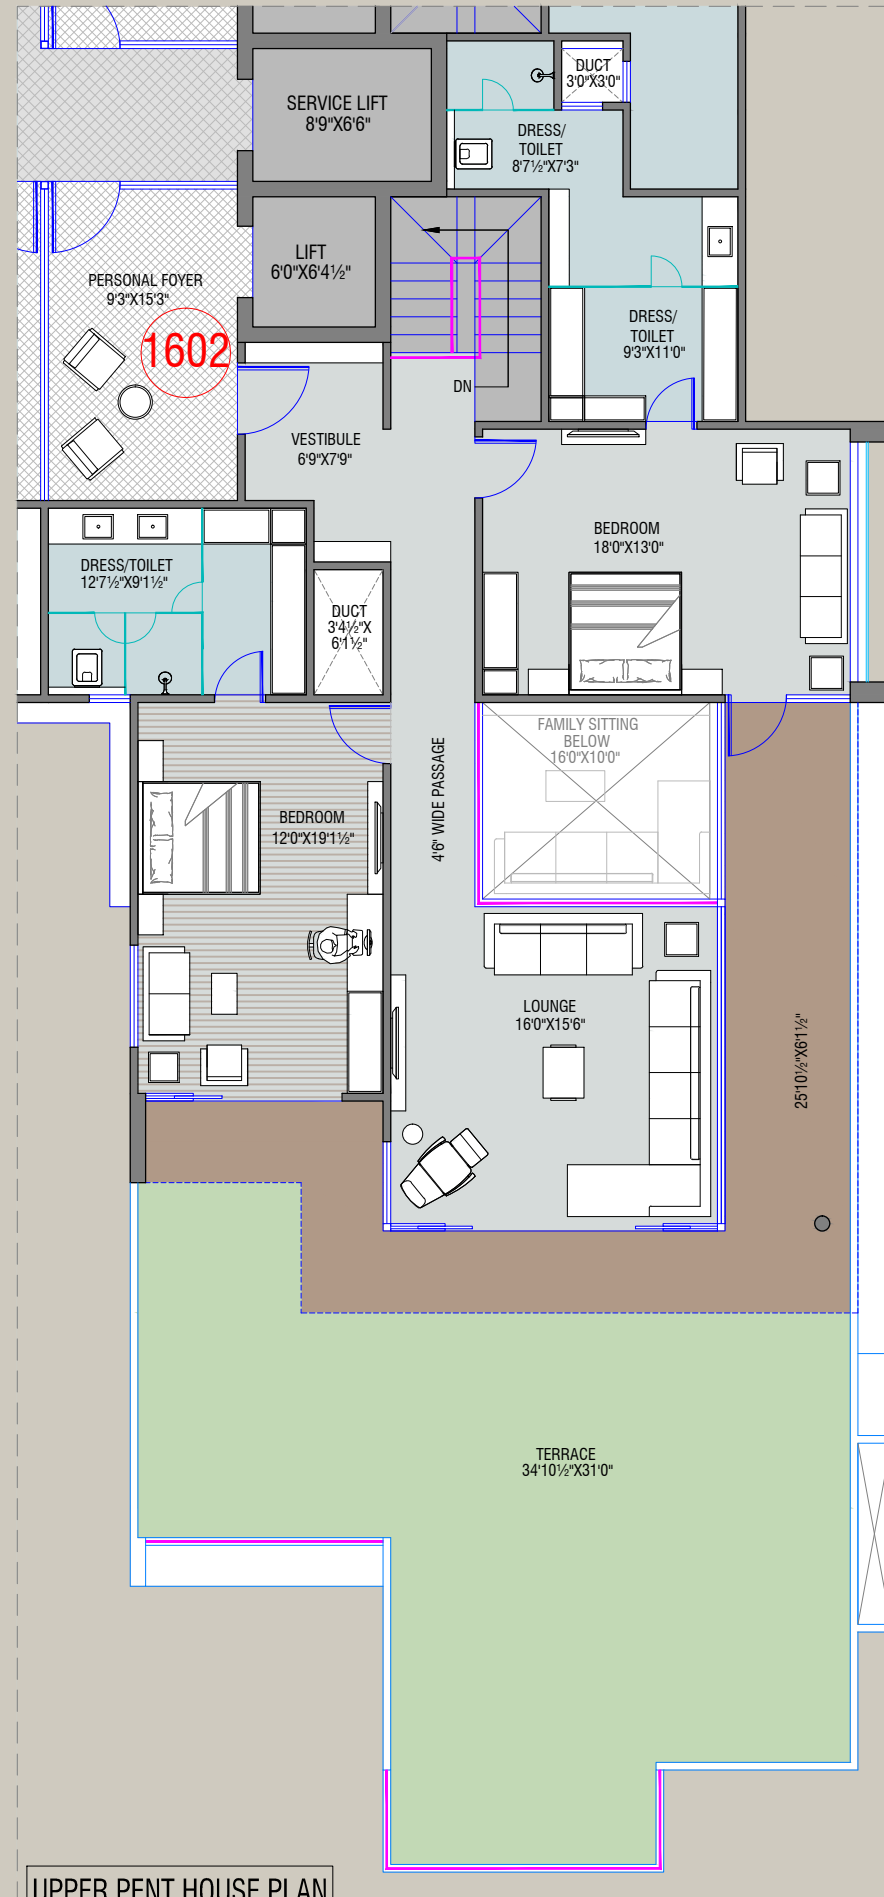 SERVICE LIFT
8'9"X6'6"
DUCT
3'0"X3'0"
DRESS/
TOILET
8'7½"X7'3"
LIFT
6'0"X6'4½"
PERSONAL FOYER
9'3"X15'3"
1602
DRESS/
TOILET
9'3"X11'0"
DN
VESTIBULE
6'9"X7'9"
BEDROOM
18'0"X13'0"
DRESS/TOILET
12'7½"X9'1½"
DUCT
3'4½"X
6'1½"
FAMILY SITTING
BELOW
16'0"X10'0"
4'6" WIDE PASSAGE
BEDROOM
12'0"X19'1½"
LOUNGE
16'0"X15'6"
25'10½"X6'1½"
TERRACE
34'10½"X31'0"
UPPER PENT HOUSE PLAN